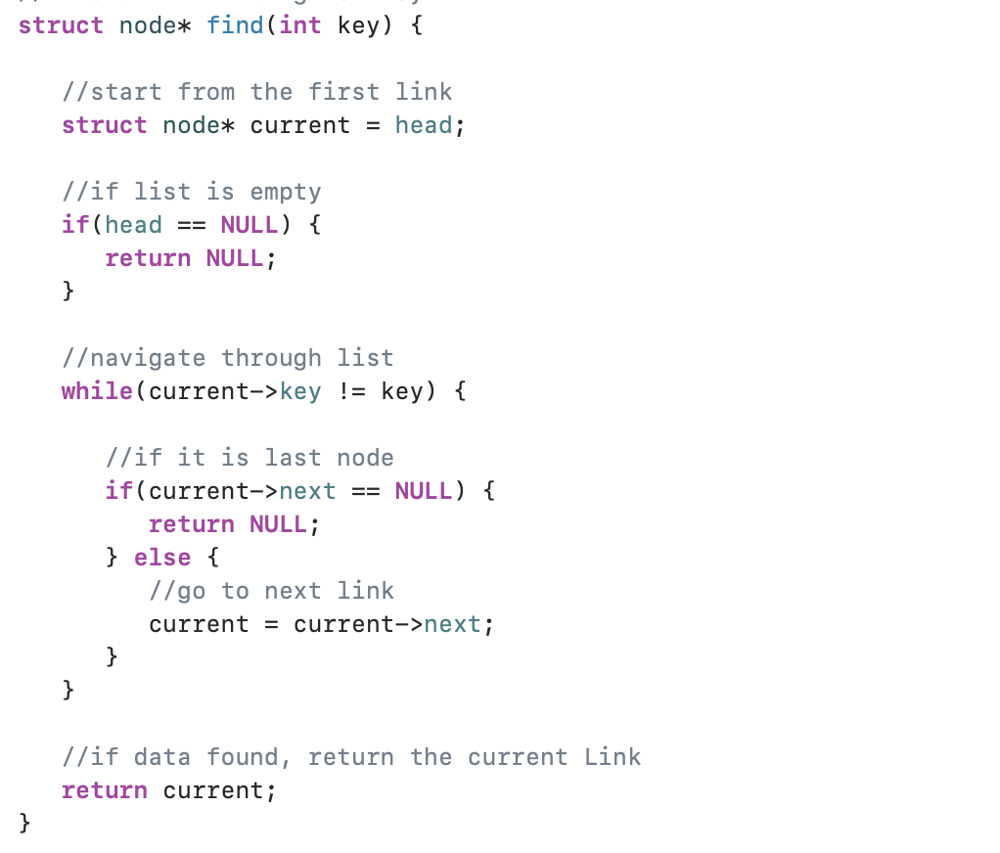 struct node* find(int key) {
   //start from the first link
   struct node* current = head;
   //if list is empty
   if(head == NULL) {
      return NULL;
   }
   //navigate through list
   while(current->key != key) {
      //if it is last node
      if(current->next == NULL) {
         return NULL;
      } else {
         //go to next link
         current = current->next;
      }
   }
   //if data found, return the current Link
   return current;
}